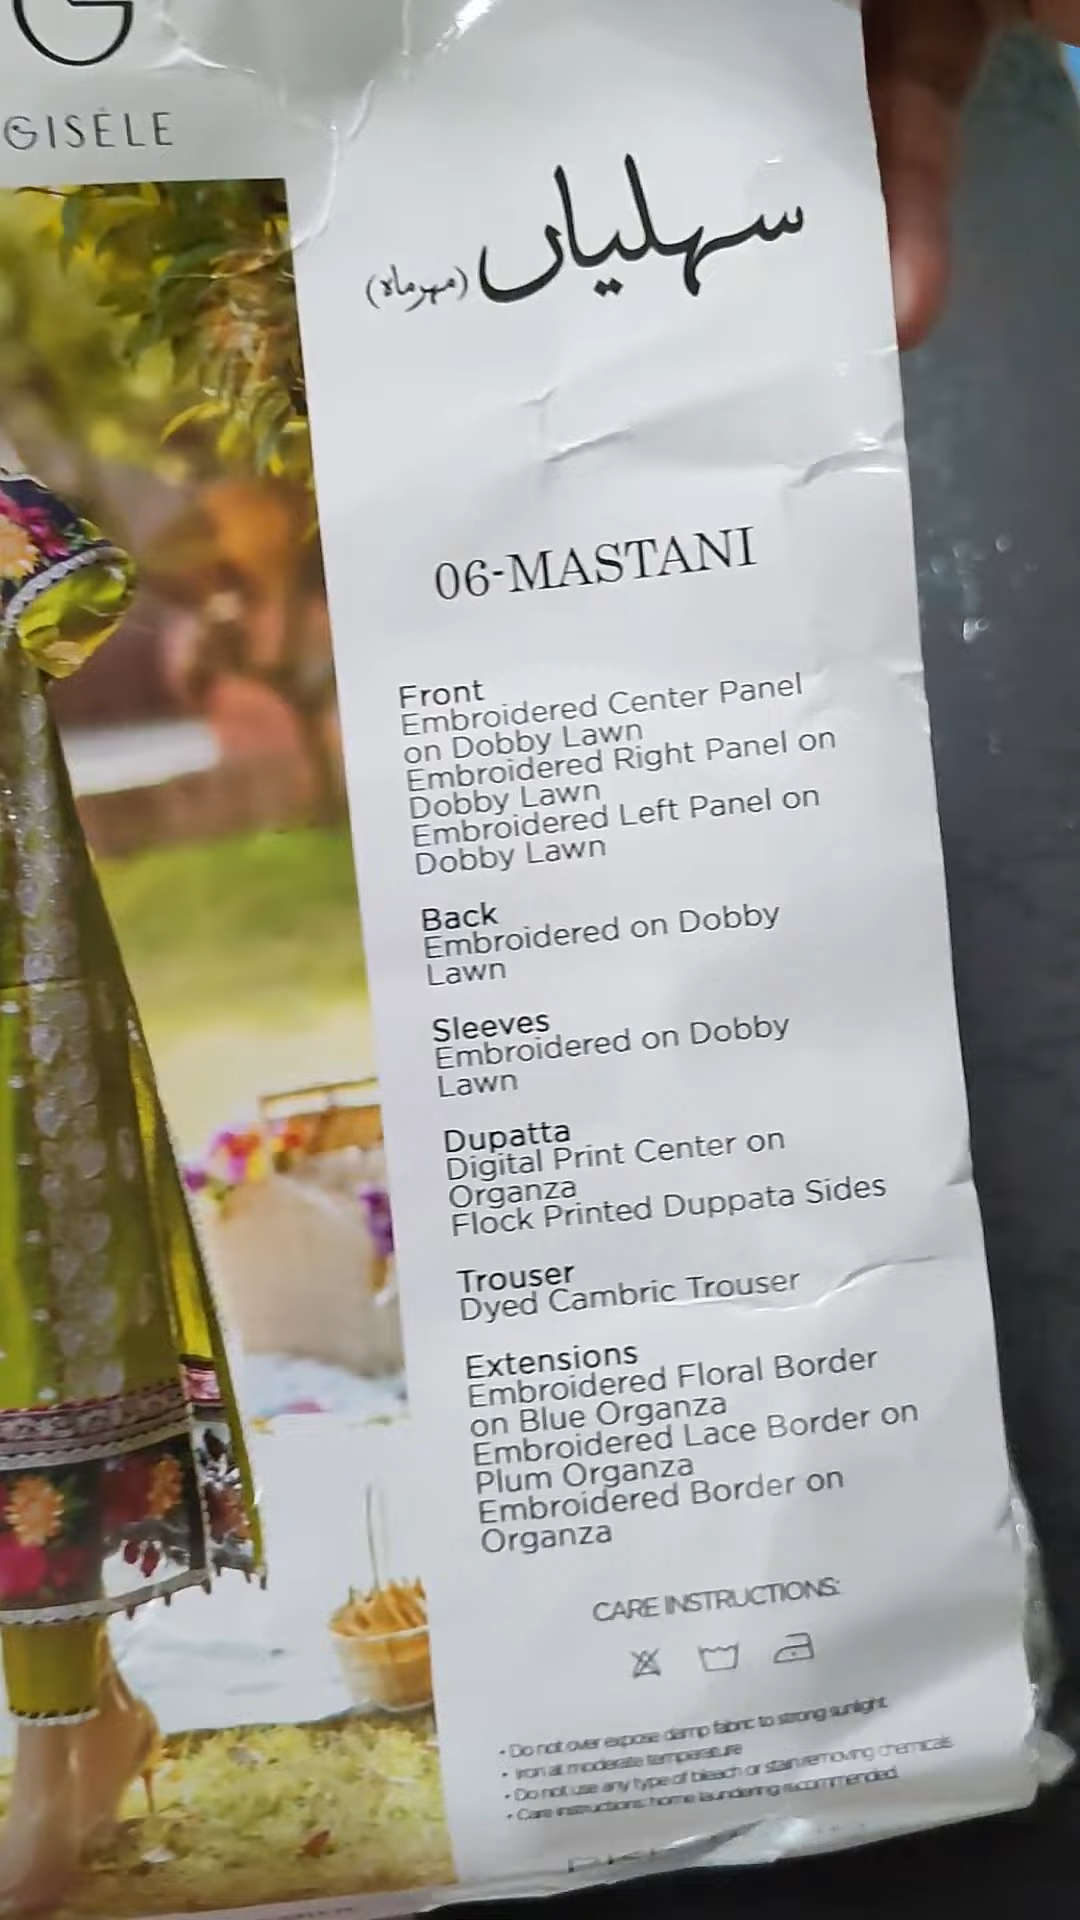 GISÈLE
سہلیاں (مہرماہ)
06-MASTANI
Front
Embroidered Center Panel
on Dobby Lawn
Embroidered Right Panel on
Dobby Lawn
Embroidered Left Panel on
Dobby Lawn
Back
Embroidered on Dobby
Lawn
Sleeves
Embroidered on Dobby
Lawn
Dupatta
Digital Print Center on
Organza
Flock Printed Duppata Sides
Trouser
Dyed Cambric Trouser
Extensions
Embroidered Floral Border
on Blue Organza
Embroidered Lace Border on
Plum Organza
Embroidered Border on
Organza
CARE INSTRUCTIONS:
• Do not over expose damp fabric to strong sunlight.
• Iron at moderate temperature
• Do not use any type of bleach or stain removing chemicals.
• Care instructions: home laundering recommended.